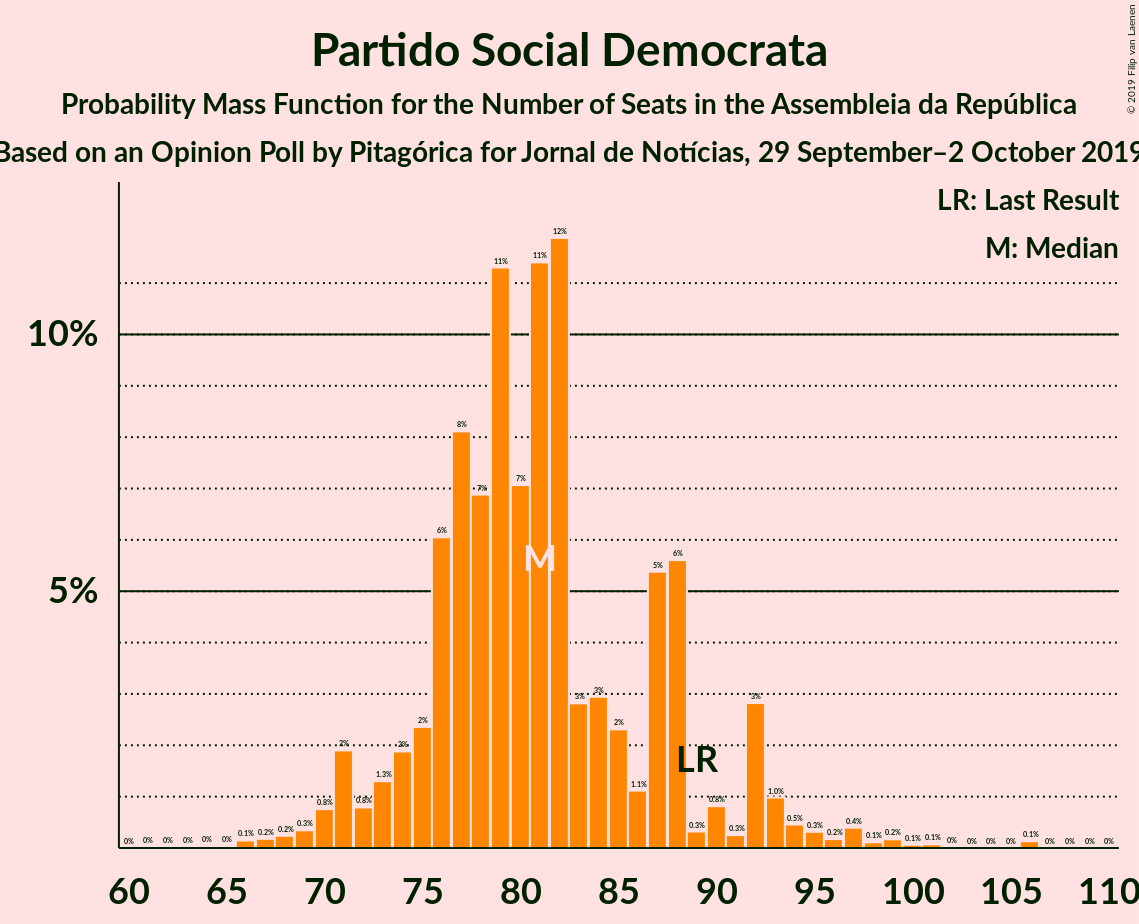 Partido Social Democrata
Probability Mass Function for the Number of Seats in the Assembleia da República
Based on an Opinion Poll by Pitagórica for Jornal de Notícias, 29 September–2 October 2019
© 2019 Filip van Laenen
LR: Last Result
M: Median
10%
5%
0% 0% 0% 0% 0% 0% 0.1% 0.2% 0.2% 0.3% 0.8% 2% 0.8% 1.3% 2% 2% 6% 8% 7% 11% 7% 11% 12% 3% 3% 2% 1.1% 5% 6% 0.3% 0.8% 0.3% 3% 1.0% 0.5% 0.3% 0.2% 0.4% 0.1% 0.2% 0.1% 0.1% 0% 0% 0% 0% 0.1% 0% 0% 0% 0%
M
LR
60 65 70 75 80 85 90 95 100 105 110